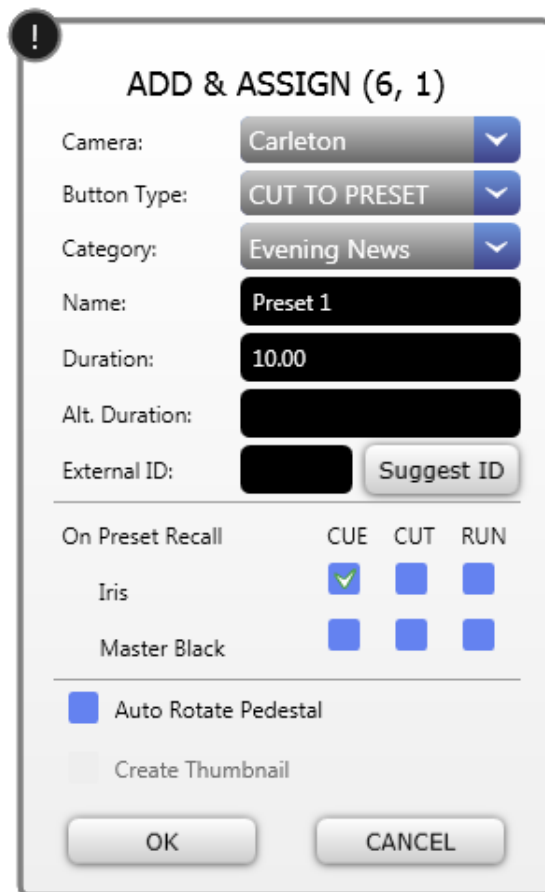 !
ADD & ASSIGN (6, 1)
Camera: Carleton
Button Type: CUT TO PRESET
Category: Evening News
Name: Preset 1
Duration: 10.00
Alt. Duration:
External ID: Suggest ID
On Preset Recall CUE CUT RUN
Iris
Master Black
Auto Rotate Pedestal
Create Thumbnail
OK CANCEL